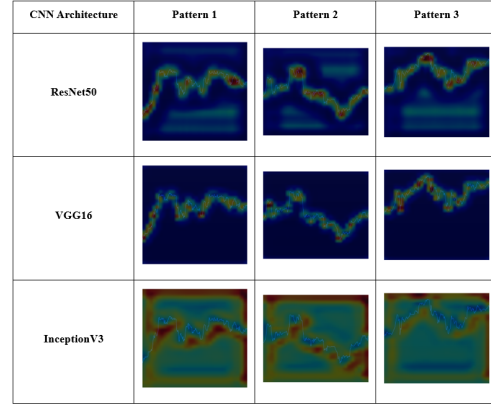 CNN Architecture Pattern 1 Pattern 2 Pattern 3
ResNet50
VGG16
InceptionV3